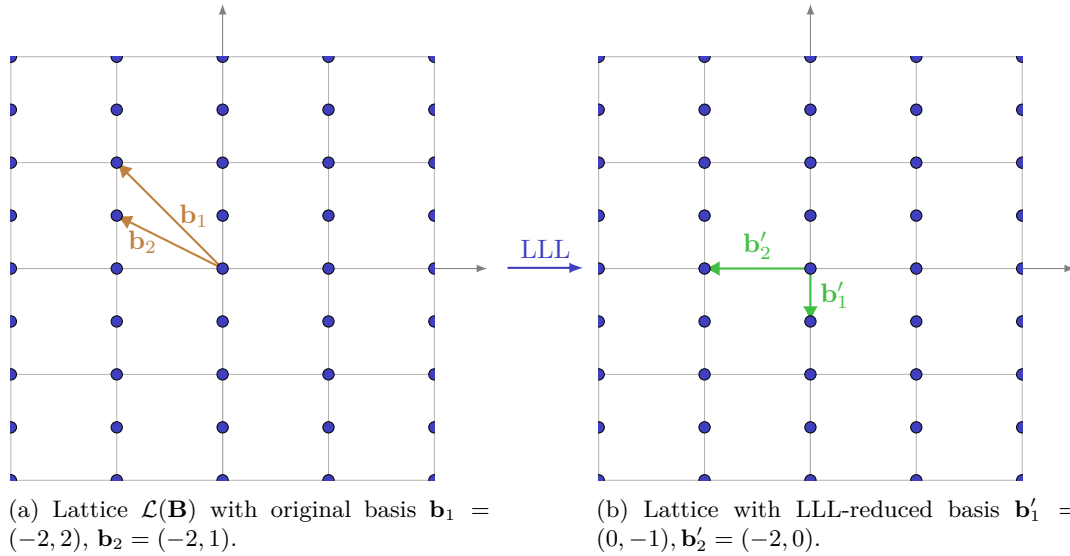 b₁
b₂
LLL
b′₂
b′₁
(a) Lattice ℒ(B) with original basis b₁ =
(−2, 2), b₂ = (−2, 1).
(b) Lattice with LLL-reduced basis b′₁ =
(0, −1), b′₂ = (−2, 0).